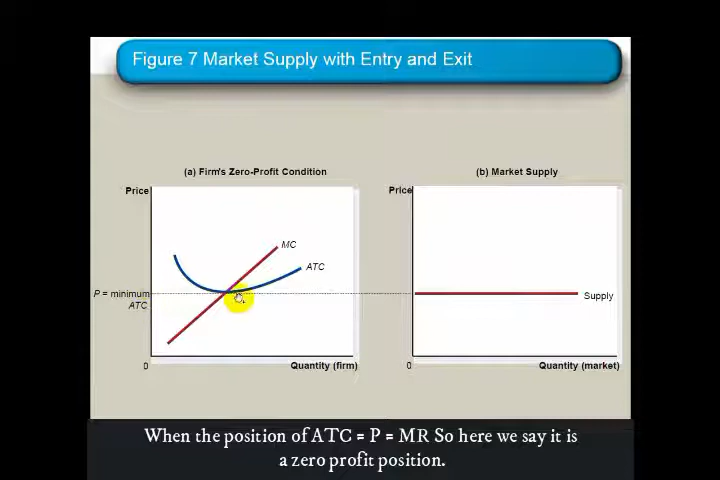 Figure 7 Market Supply with Entry and Exit
(a) Firm's Zero-Profit Condition
Price
MC
ATC
P = minimum
ATC
0
Quantity (firm)
(b) Market Supply
Price
Supply
0
Quantity (market)
When the position of ATC = P = MR So here we say it is
a zero profit position.